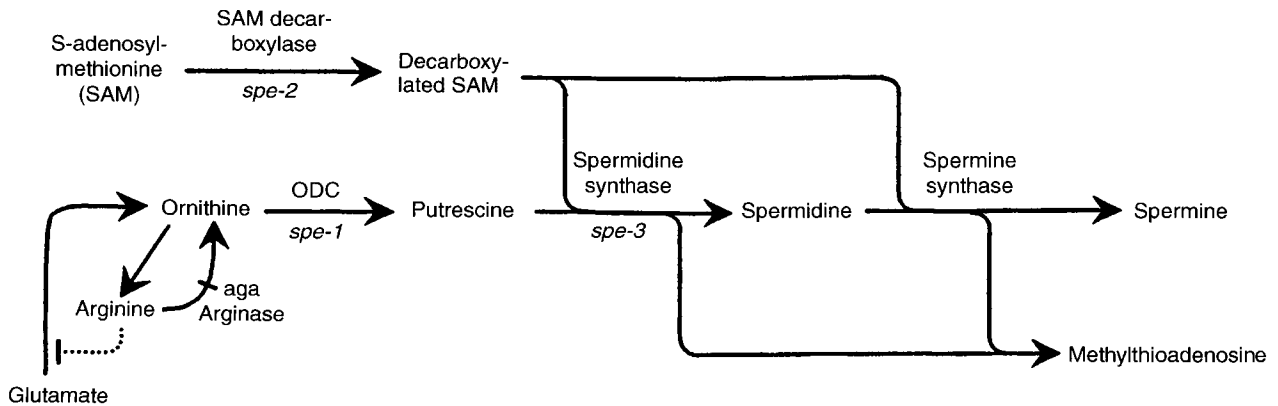 S-adenosyl-
methionine
(SAM)
SAM decar-
boxylase
spe-2
Decarboxy-
lated SAM
Spermidine
synthase
Spermine
synthase
Ornithine
ODC
spe-1
Putrescine
spe-3
Spermidine
Spermine
Arginine
aga
Arginase
Methylthioadenosine
Glutamate